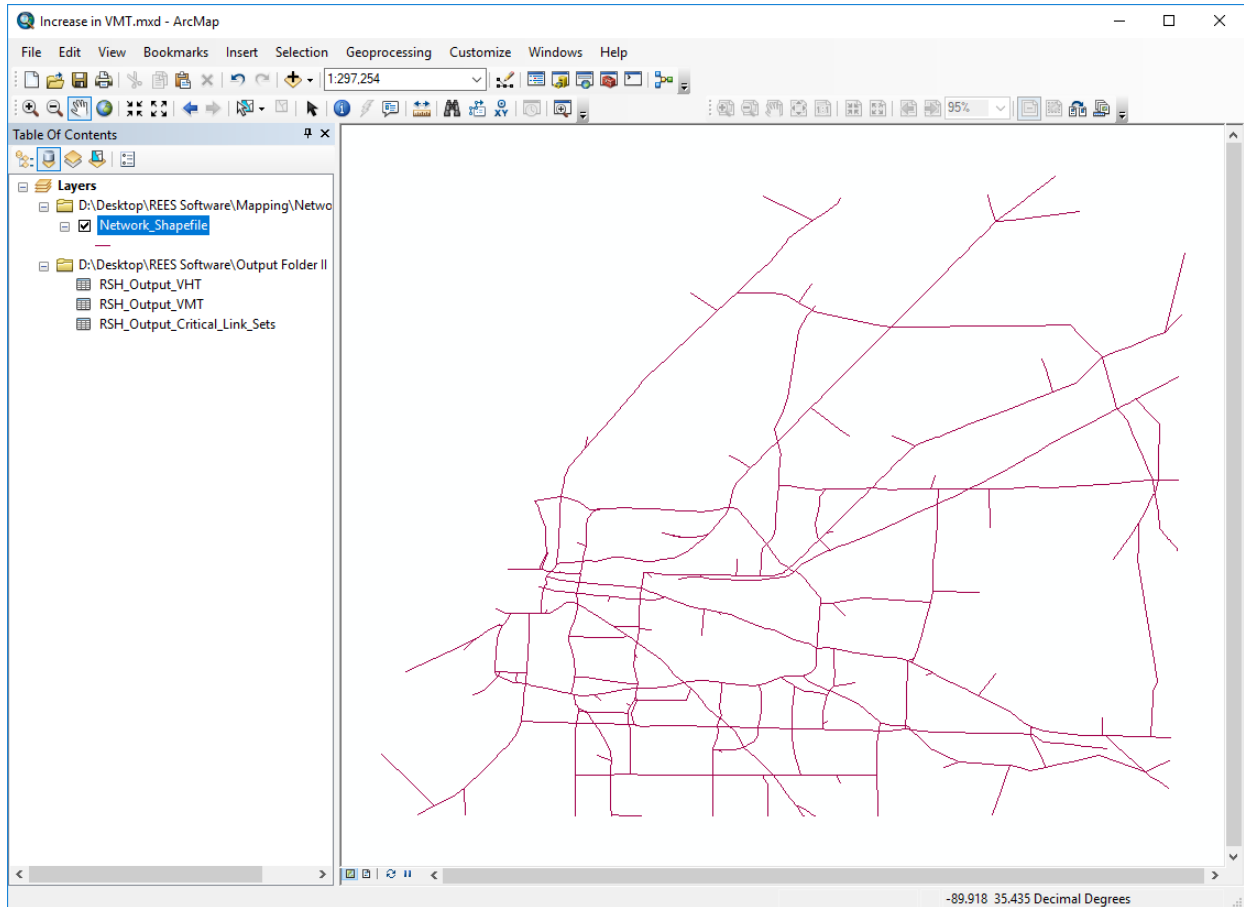 Increase in VMT.mxd - ArcMap
File Edit View Bookmarks Insert Selection Geoprocessing Customize Windows Help
1:297,254
95%
Table Of Contents
Layers
D:\Desktop\REES Software\Mapping\Netwo
Network_Shapefile
D:\Desktop\REES Software\Output Folder II
RSH_Output_VHT
RSH_Output_VMT
RSH_Output_Critical_Link_Sets
-89.918 35.435 Decimal Degrees